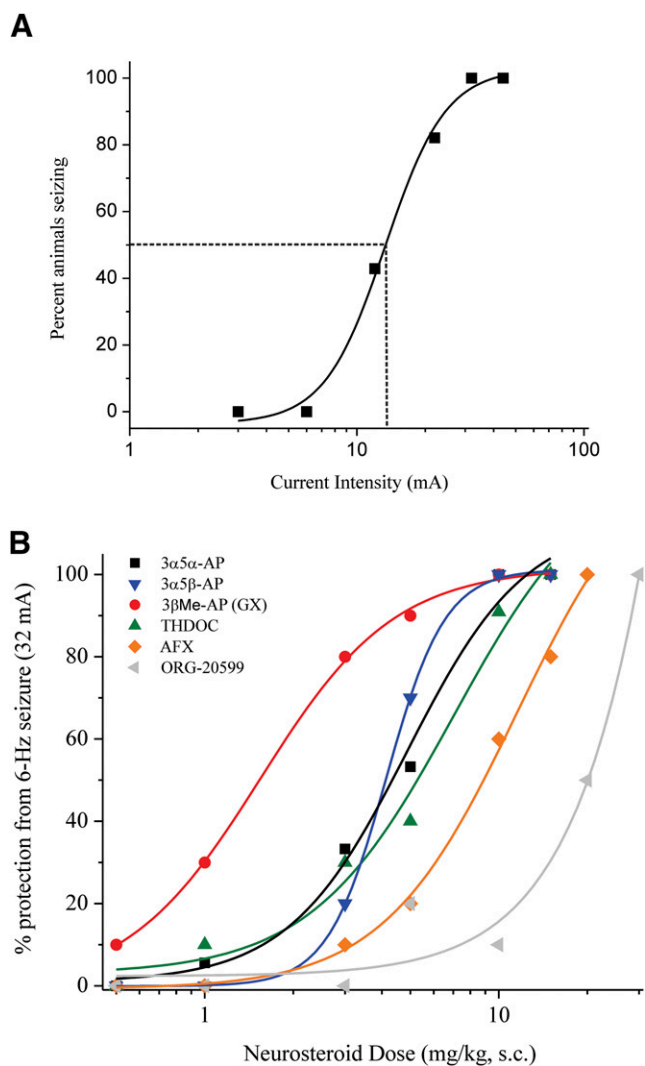 A
100
80
60
40
20
0
Percent animals seizing
1
10
100
Current Intensity (mA)
B
3α5α-AP
3α5β-AP
3βMe-AP (GX)
THDOC
AFX
ORG-20599
100
80
60
40
20
0
% protection from 6-Hz seizure (32 mA)
1
10
Neurosteroid Dose (mg/kg, s.c.)